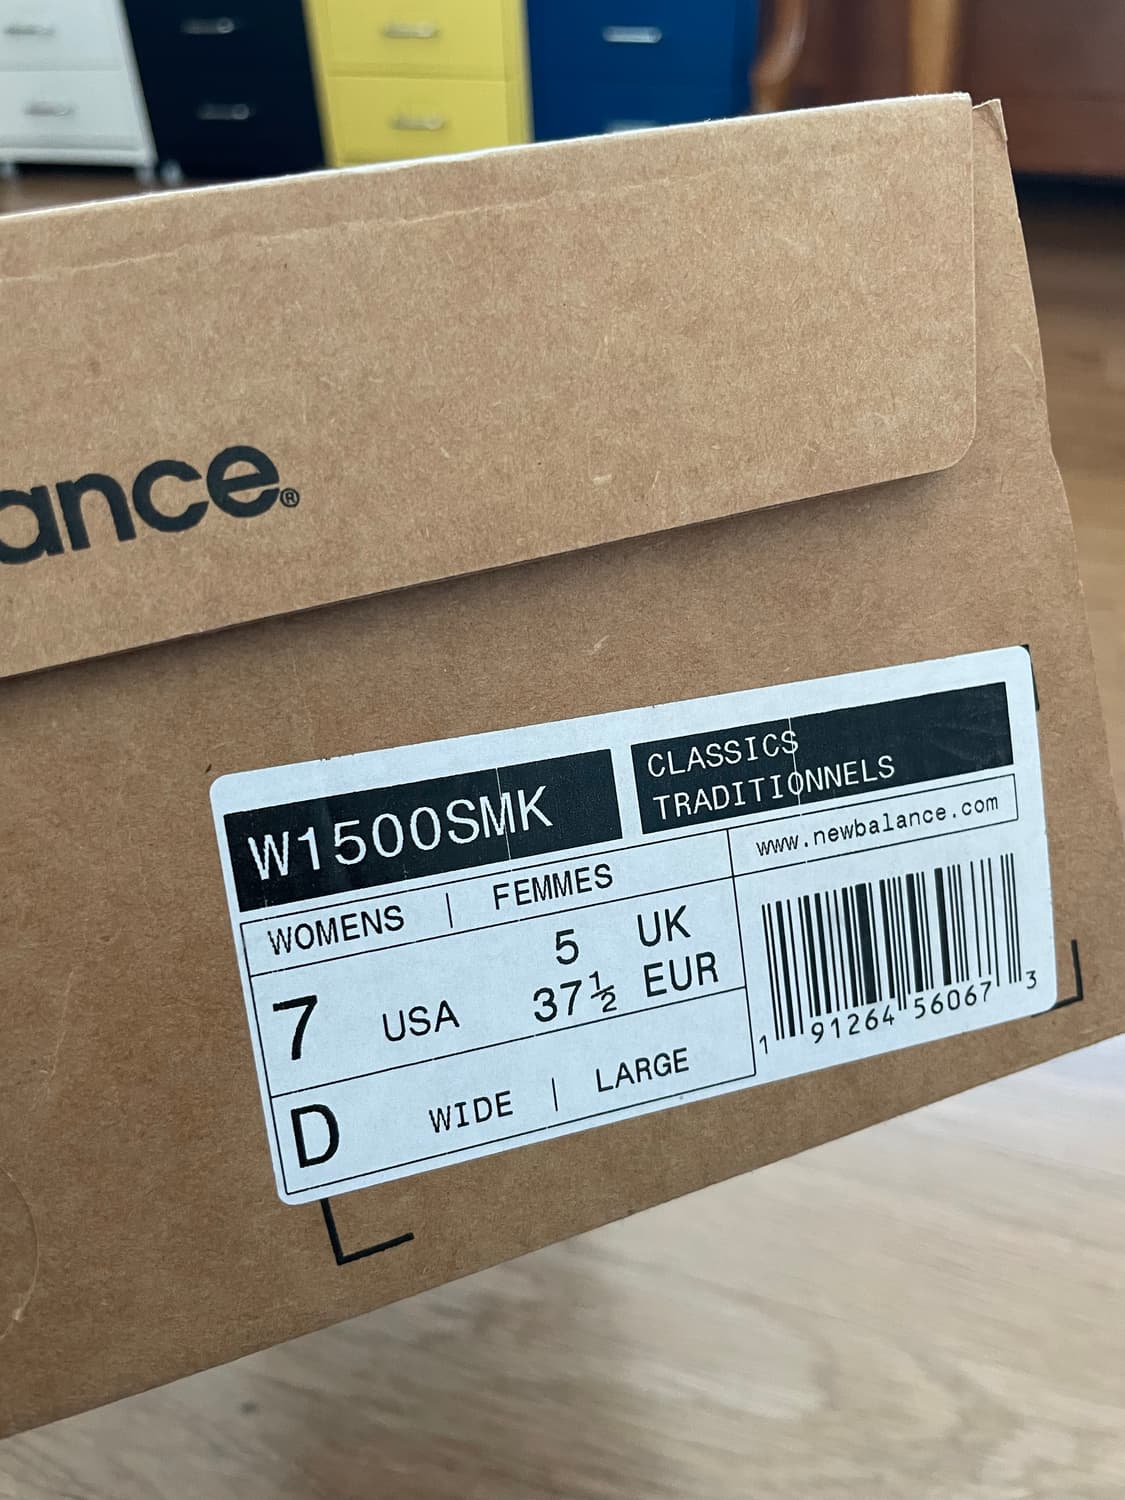 ance®
W1500SMK
CLASSICS
TRADITIONNELS
www.newbalance.com
WOMENS | FEMMES
7 USA
5 UK
37½ EUR
D WIDE | LARGE
1 91264 56067 3